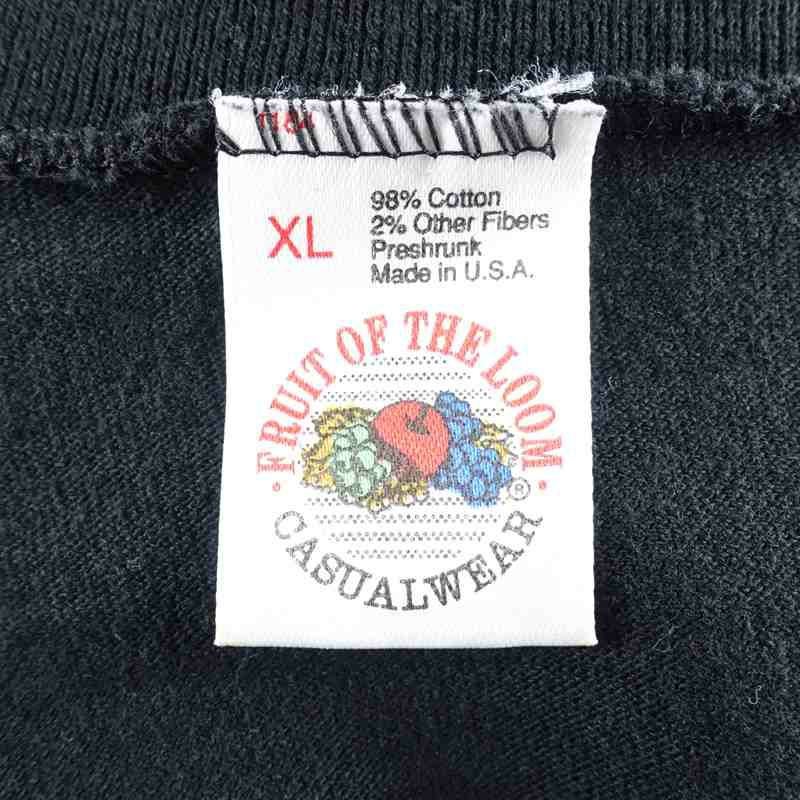 XL
98% Cotton
2% Other Fibers
Preshrunk
Made in U.S.A.
· FRUIT OF THE LOOM ·
®
CASUALWEAR